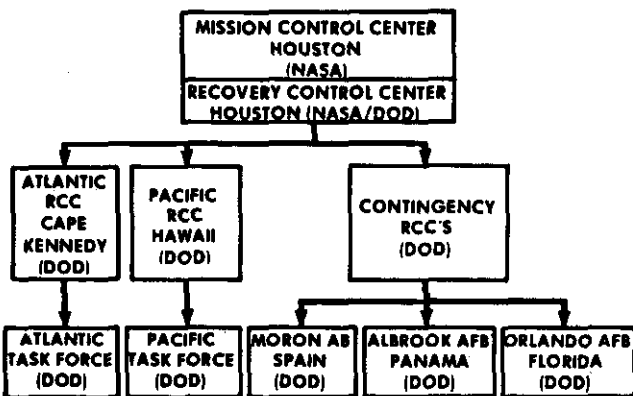 MISSION CONTROL CENTER
HOUSTON
(NASA)
RECOVERY CONTROL CENTER
HOUSTON (NASA/DOD)
ATLANTIC
RCC
CAPE
KENNEDY
(DOD)
PACIFIC
RCC
HAWAII
(DOD)
CONTINGENCY
RCC'S
(DOD)
ATLANTIC
TASK FORCE
(DOD)
PACIFIC
TASK FORCE
(DOD)
MORON AB
SPAIN
(DOD)
ALBROOK AFB
PANAMA
(DOD)
ORLANDO AFB
FLORIDA
(DOD)